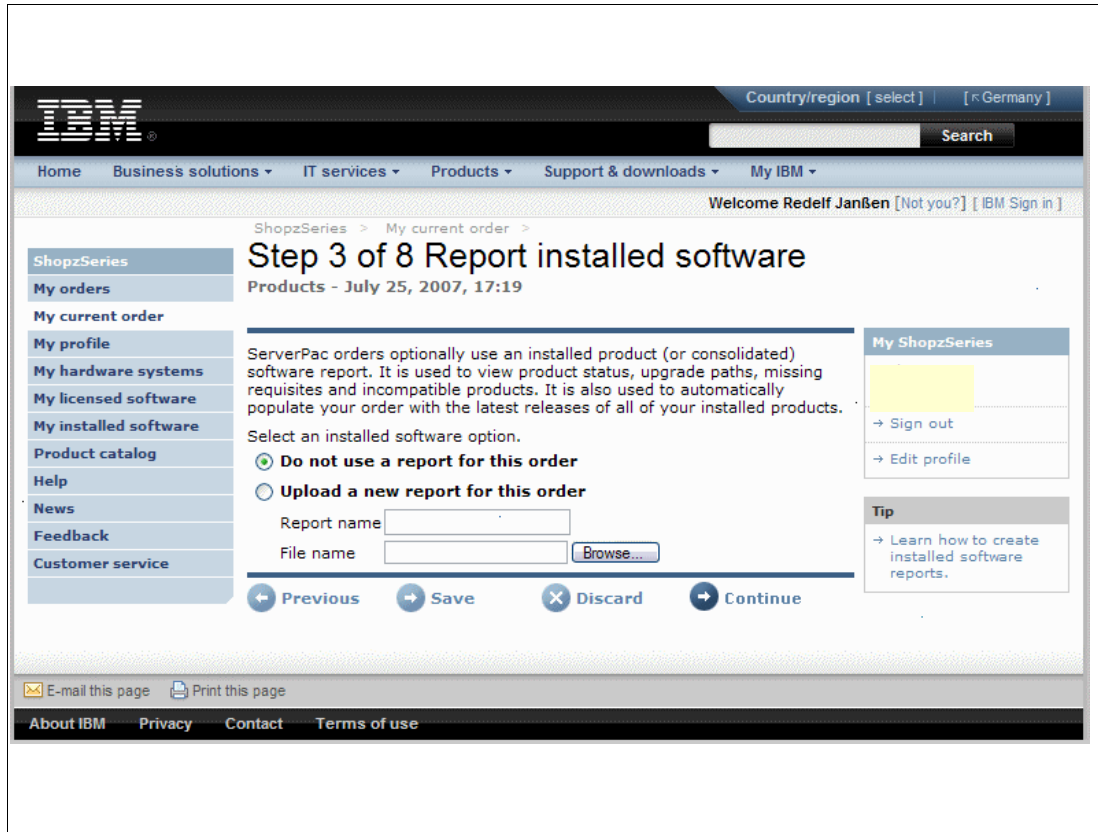 Country/region [ select ] | [ Germany ]
IBM ®
Search
Home Business solutions IT services Products Support & downloads My IBM
Welcome Redelf Janßen [Not you?] [ IBM Sign in ]
ShopzSeries > My current order >
Step 3 of 8 Report installed software
Products - July 25, 2007, 17:19
ShopzSeries
My orders
My current order
My profile
My hardware systems
My licensed software
My installed software
Product catalog
Help
News
Feedback
Customer service
ServerPac orders optionally use an installed product (or consolidated)
software report. It is used to view product status, upgrade paths, missing
requisites and incompatible products. It is also used to automatically
populate your order with the latest releases of all of your installed products.
Select an installed software option.
Do not use a report for this order
Upload a new report for this order
Report name
File name Browse...
Previous Save Discard Continue
My ShopzSeries
Sign out
Edit profile
Tip
Learn how to create
installed software
reports.
E-mail this page Print this page
About IBM Privacy Contact Terms of use